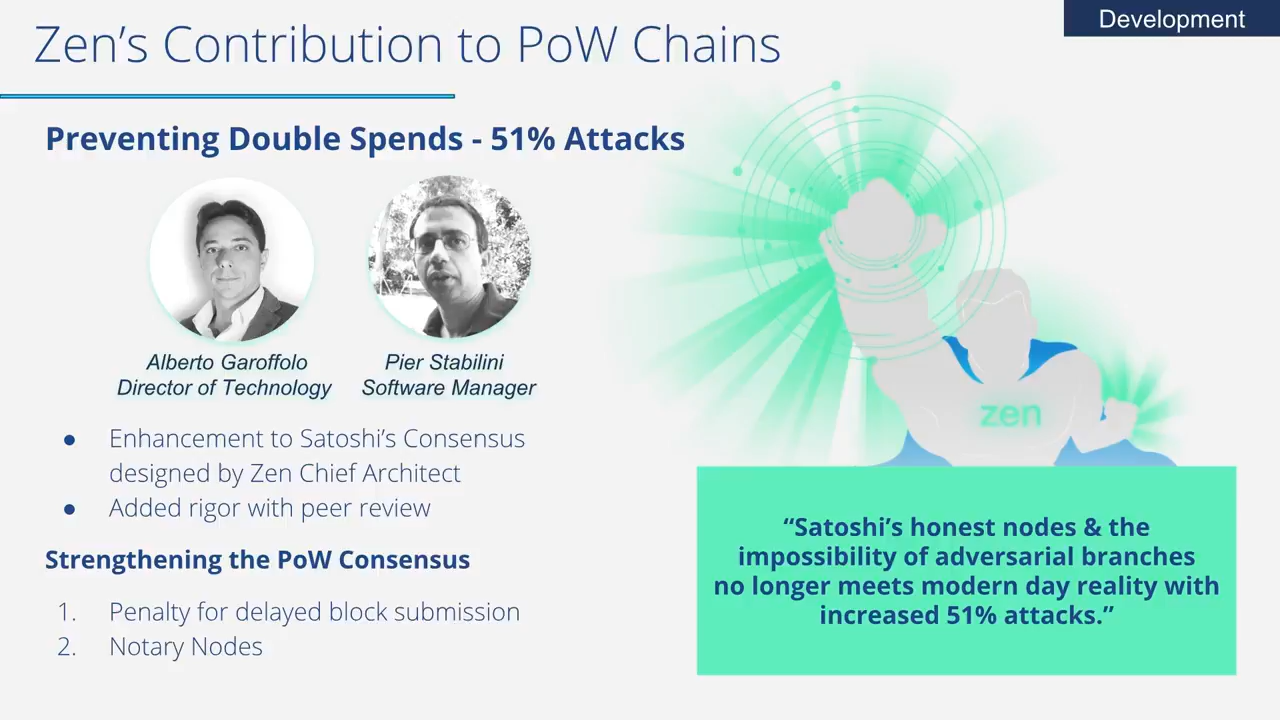 Development
Zen's Contribution to PoW Chains
Preventing Double Spends - 51% Attacks
Alberto Garoffolo
Director of Technology
Pier Stabilini
Software Manager
● Enhancement to Satoshi's Consensus
designed by Zen Chief Architect
● Added rigor with peer review
Strengthening the PoW Consensus
1. Penalty for delayed block submission
2. Notary Nodes
zen
“Satoshi's honest nodes & the
impossibility of adversarial branches
no longer meets modern day reality with
increased 51% attacks.”